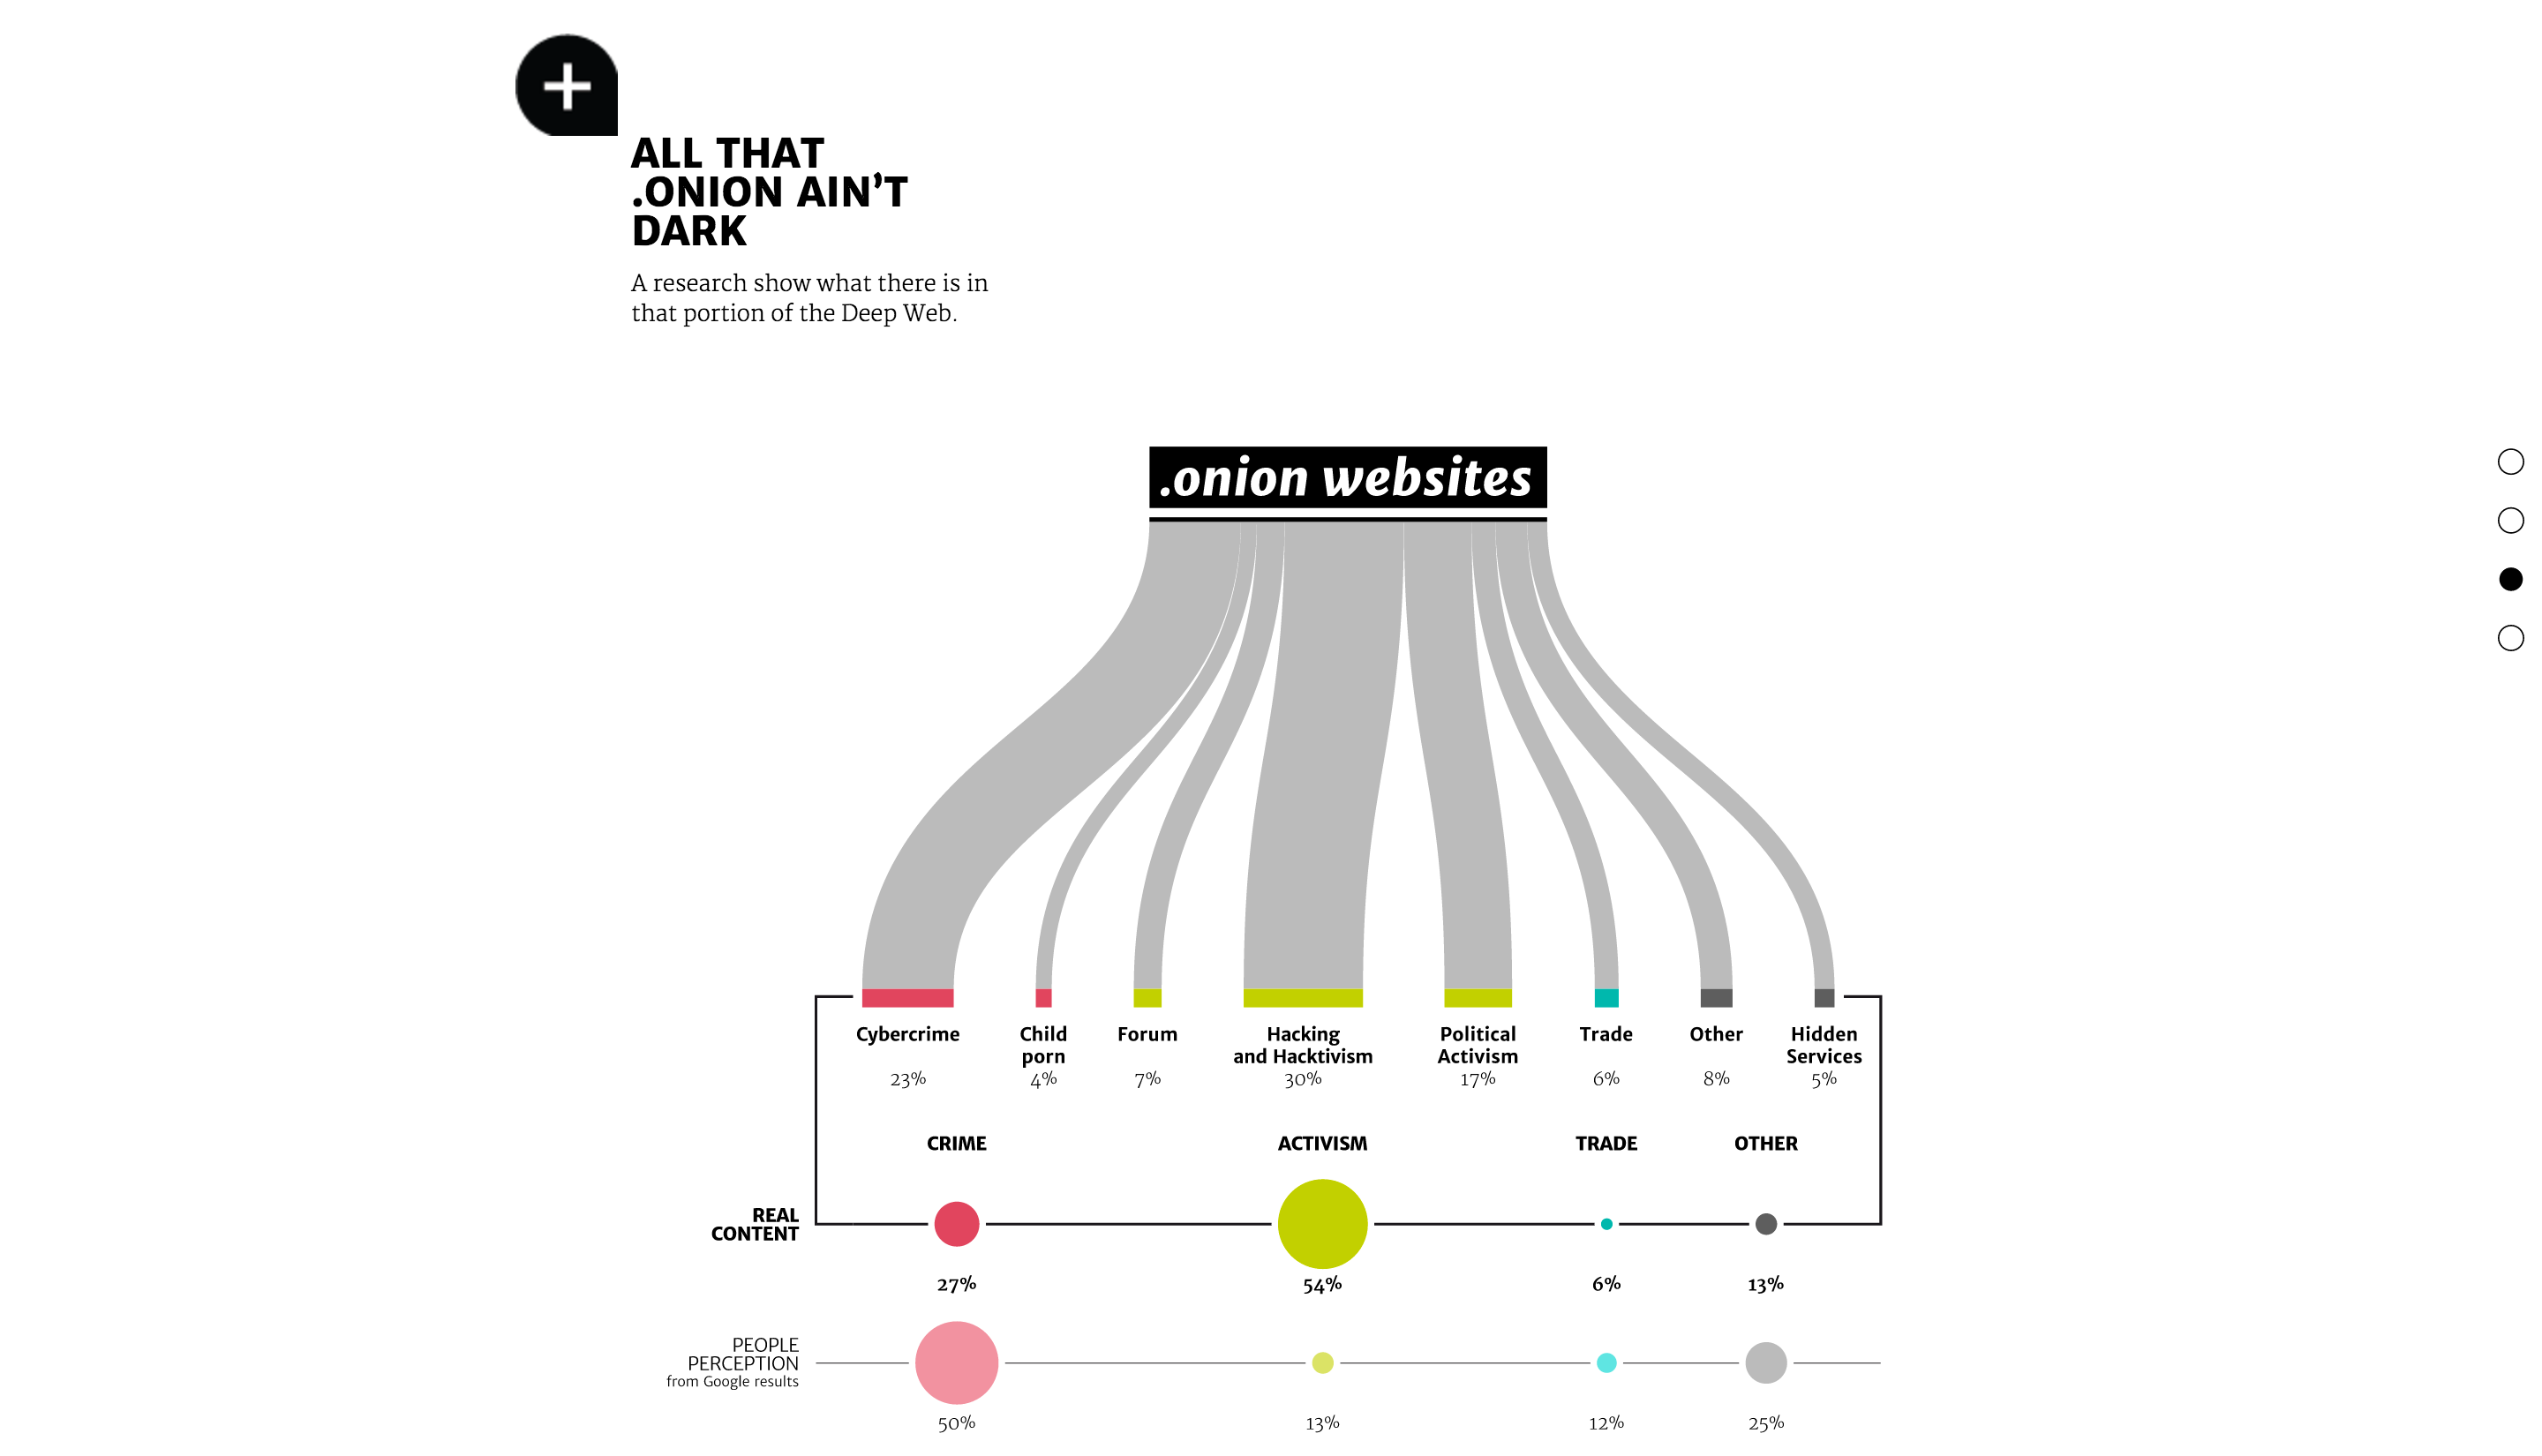 ALL THAT
.ONION AIN’T
DARK
A research show what there is in
that portion of the Deep Web.
.onion websites
Cybercrime
23%
Child
porn
4%
Forum
7%
Hacking
and Hacktivism
30%
Political
Activism
17%
Trade
6%
Other
8%
Hidden
Services
5%
CRIME
ACTIVISM
TRADE
OTHER
REAL
CONTENT
27%
54%
6%
13%
PEOPLE
PERCEPTION
from Google results
50%
13%
12%
25%